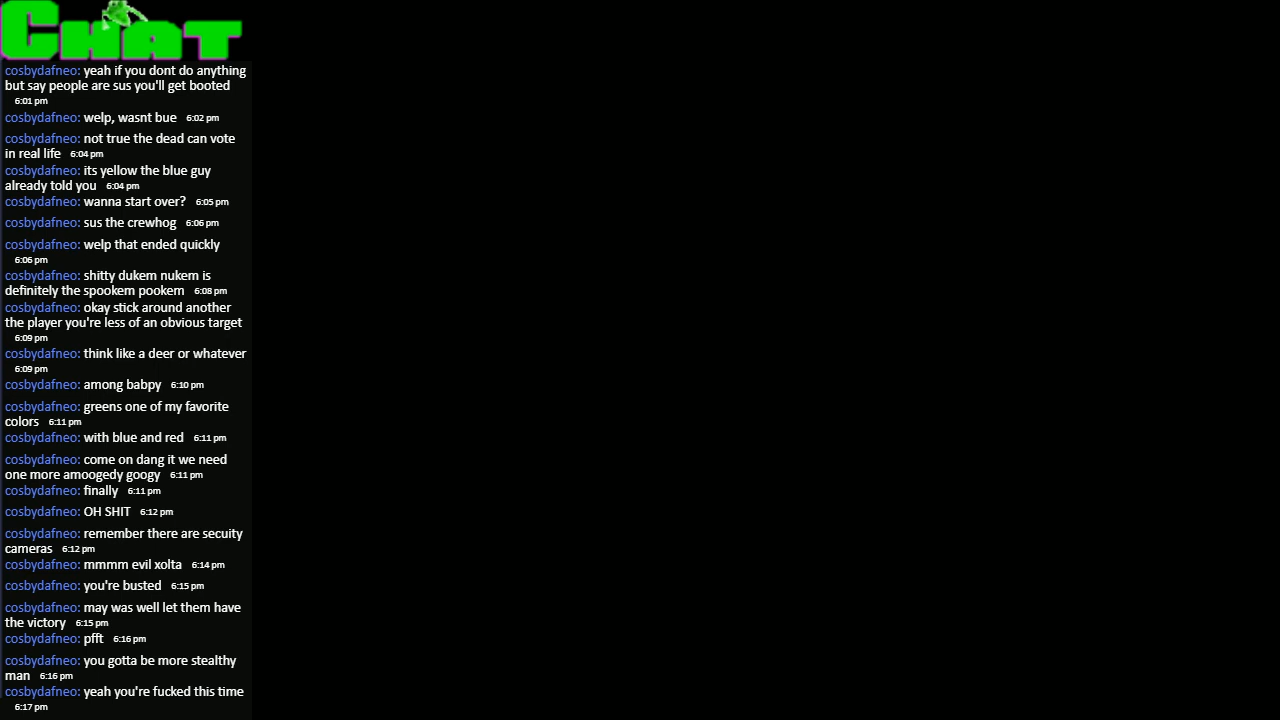 Chat
cosbydafneo: yeah if you dont do anything
but say people are sus you'll get booted
6:01 pm
cosbydafneo: welp, wasnt bue 6:02 pm
cosbydafneo: not true the dead can vote
in real life 6:04 pm
cosbydafneo: its yellow the blue guy
already told you 6:04 pm
cosbydafneo: wanna start over? 6:05 pm
cosbydafneo: sus the crewhog 6:06 pm
cosbydafneo: welp that ended quickly
6:06 pm
cosbydafneo: shitty dukem nukem is
definitely the spookem pookem 6:08 pm
cosbydafneo: okay stick around another
the player you're less of an obvious target
6:09 pm
cosbydafneo: think like a deer or whatever
6:09 pm
cosbydafneo: among babpy 6:10 pm
cosbydafneo: greens one of my favorite
colors 6:11 pm
cosbydafneo: with blue and red 6:11 pm
cosbydafneo: come on dang it we need
one more amoogedy googy 6:11 pm
cosbydafneo: finally 6:11 pm
cosbydafneo: OH SHIT 6:12 pm
cosbydafneo: remember there are secuity
cameras 6:12 pm
cosbydafneo: mmmm evil xolta 6:14 pm
cosbydafneo: you're busted 6:15 pm
cosbydafneo: may was well let them have
the victory 6:15 pm
cosbydafneo: pfft 6:16 pm
cosbydafneo: you gotta be more stealthy
man 6:16 pm
cosbydafneo: yeah you're fucked this time
6:17 pm